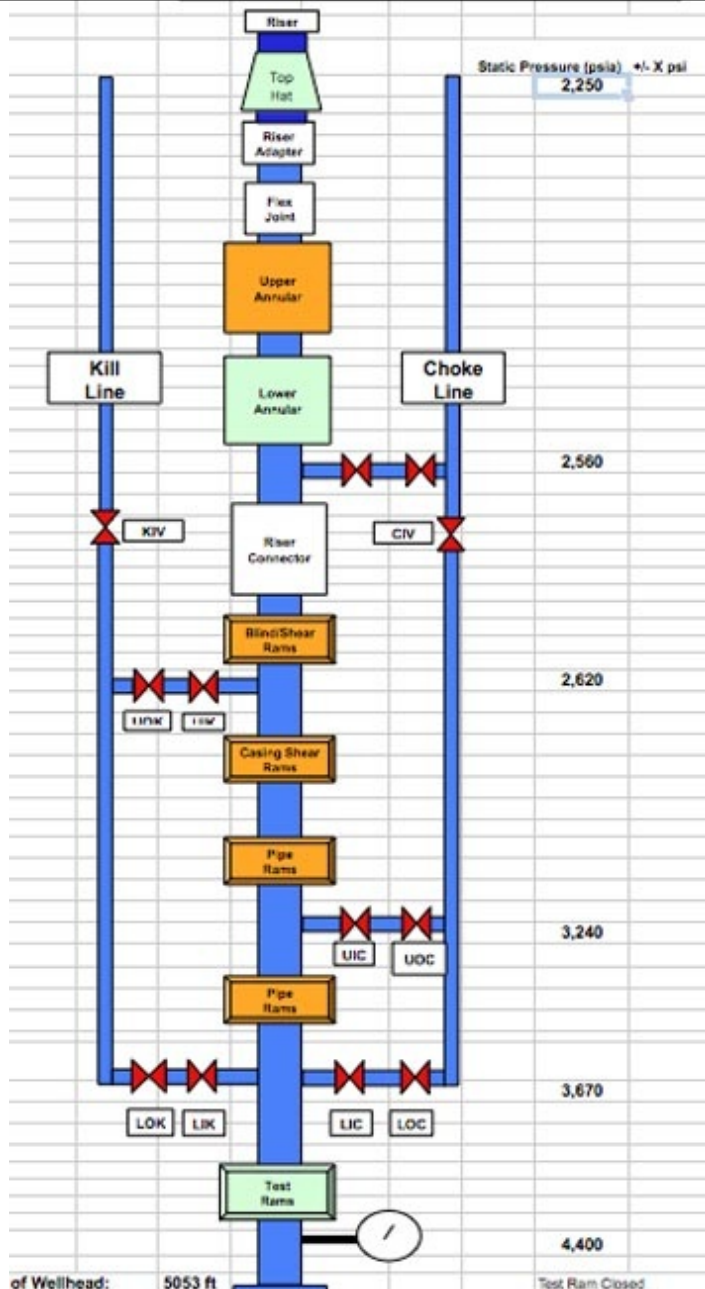 Riser
Static Pressure (psia) +/- X psi
2,250
Top
Hat
Riser
Adapter
Flex
Joint
Upper
Annular
Kill
Line
Choke
Line
Lower
Annular
2,560
KIV
CIV
Riser
Connector
Blind/Shear
Rams
2,620
UOK
UIK
Casing Shear
Rams
Pipe
Rams
3,240
UIC
UOC
Pipe
Rams
3,670
LOK
LIK
LIC
LOC
Test
Rams
4,400
of Wellhead: 5053 ft
Test Ram Closed